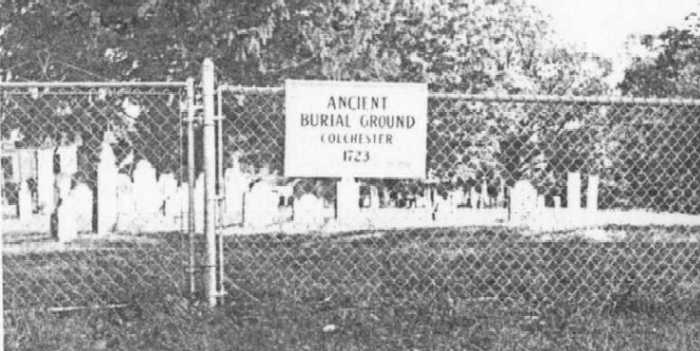 ANCIENT
BURIAL GROUND
COLCHESTER
1723